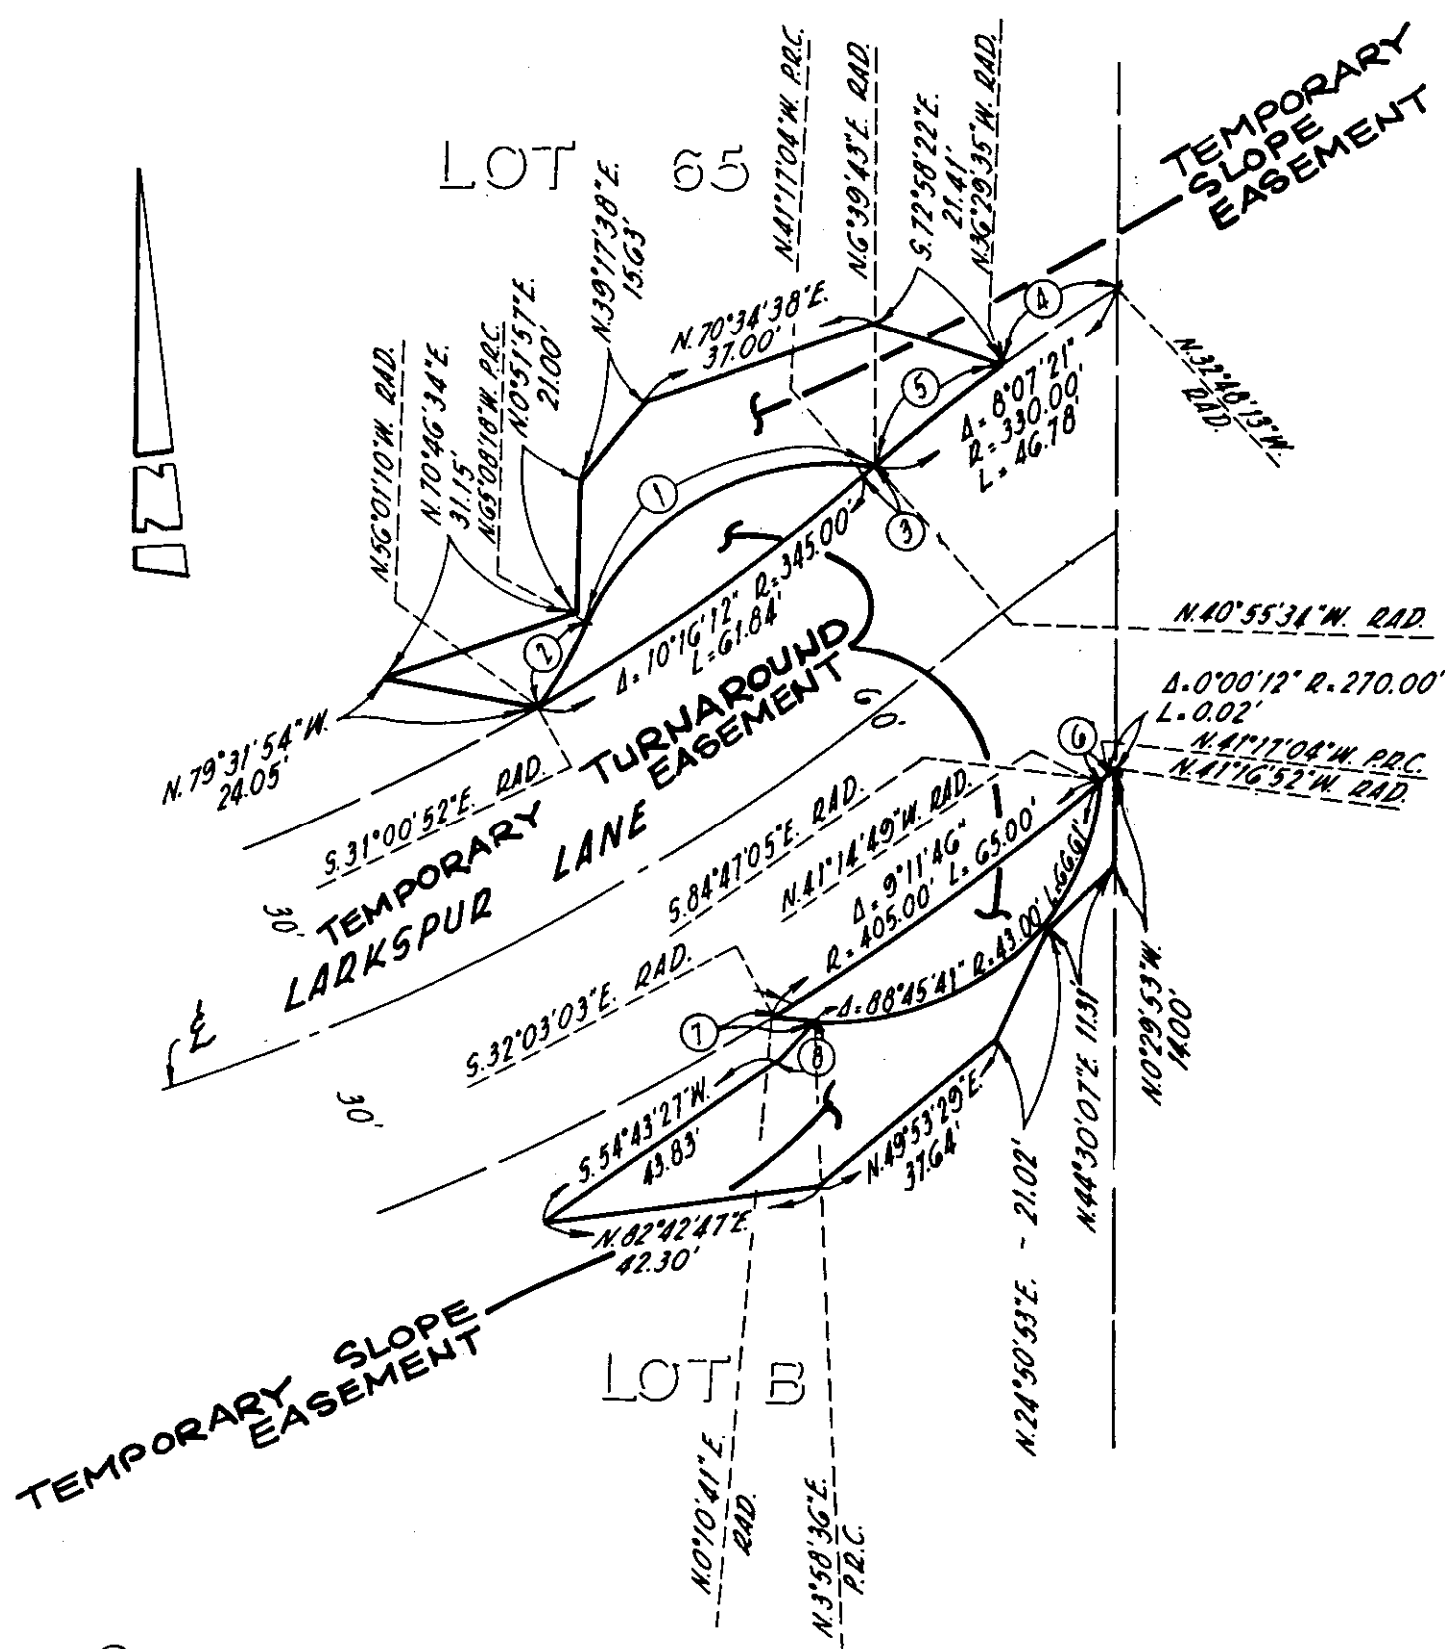 LOT 65
N.41°17'04"W. P.R.C.
N.6°39'43"E. RAD.
S.72°58'22"E.
21.41'
N.36°29'35"W. RAD.
TEMPORARY
SLOPE
EASEMENT
N.39°17'38"E.
15.63'
N.70°34'38"E.
37.00'
4
N.0°51'57"E.
21.00'
N.65°08'18"W. P.R.C.
N.70°46'34"E.
31.15'
N.56°01'10"W. RAD.
N.32°48'13"W.
RAD.
5
Δ=8°07'21"
R=330.00'
L=46.78'
1
3
2
Δ=10°16'12" R=345.00'
L=61.84'
N.40°55'34"W. RAD.
N.79°31'54"W.
24.05'
Δ=0°00'12" R=270.00'
L=0.02'
N.41°17'04"W. P.R.C.
N.41°16'52"W. RAD.
6
60'
TEMPORARY TURNAROUND
EASEMENT
S.31°00'52"E. RAD.
LARKSPUR LANE
30'
S.84°47'05"E. RAD.
N.41°14'49"W. RAD.
Δ=9°11'46"
R=405.00' L=65.00'
S.32°03'03"E. RAD.
Δ=88°45'41" R=43.00' L=66.61'
7
8
30'
N.0°29'53"W.
14.00'
N.44°30'07"E. 11.31'
S.54°43'27"W.
43.83'
N.49°53'29"E.
37.64'
N.24°50'53"E. - 21.02'
N.82°42'47"E.
42.30'
TEMPORARY SLOPE
EASEMENT
LOT B
N.0°10'41"E.
RAD.
N.3°58'36"E.
P.R.C.